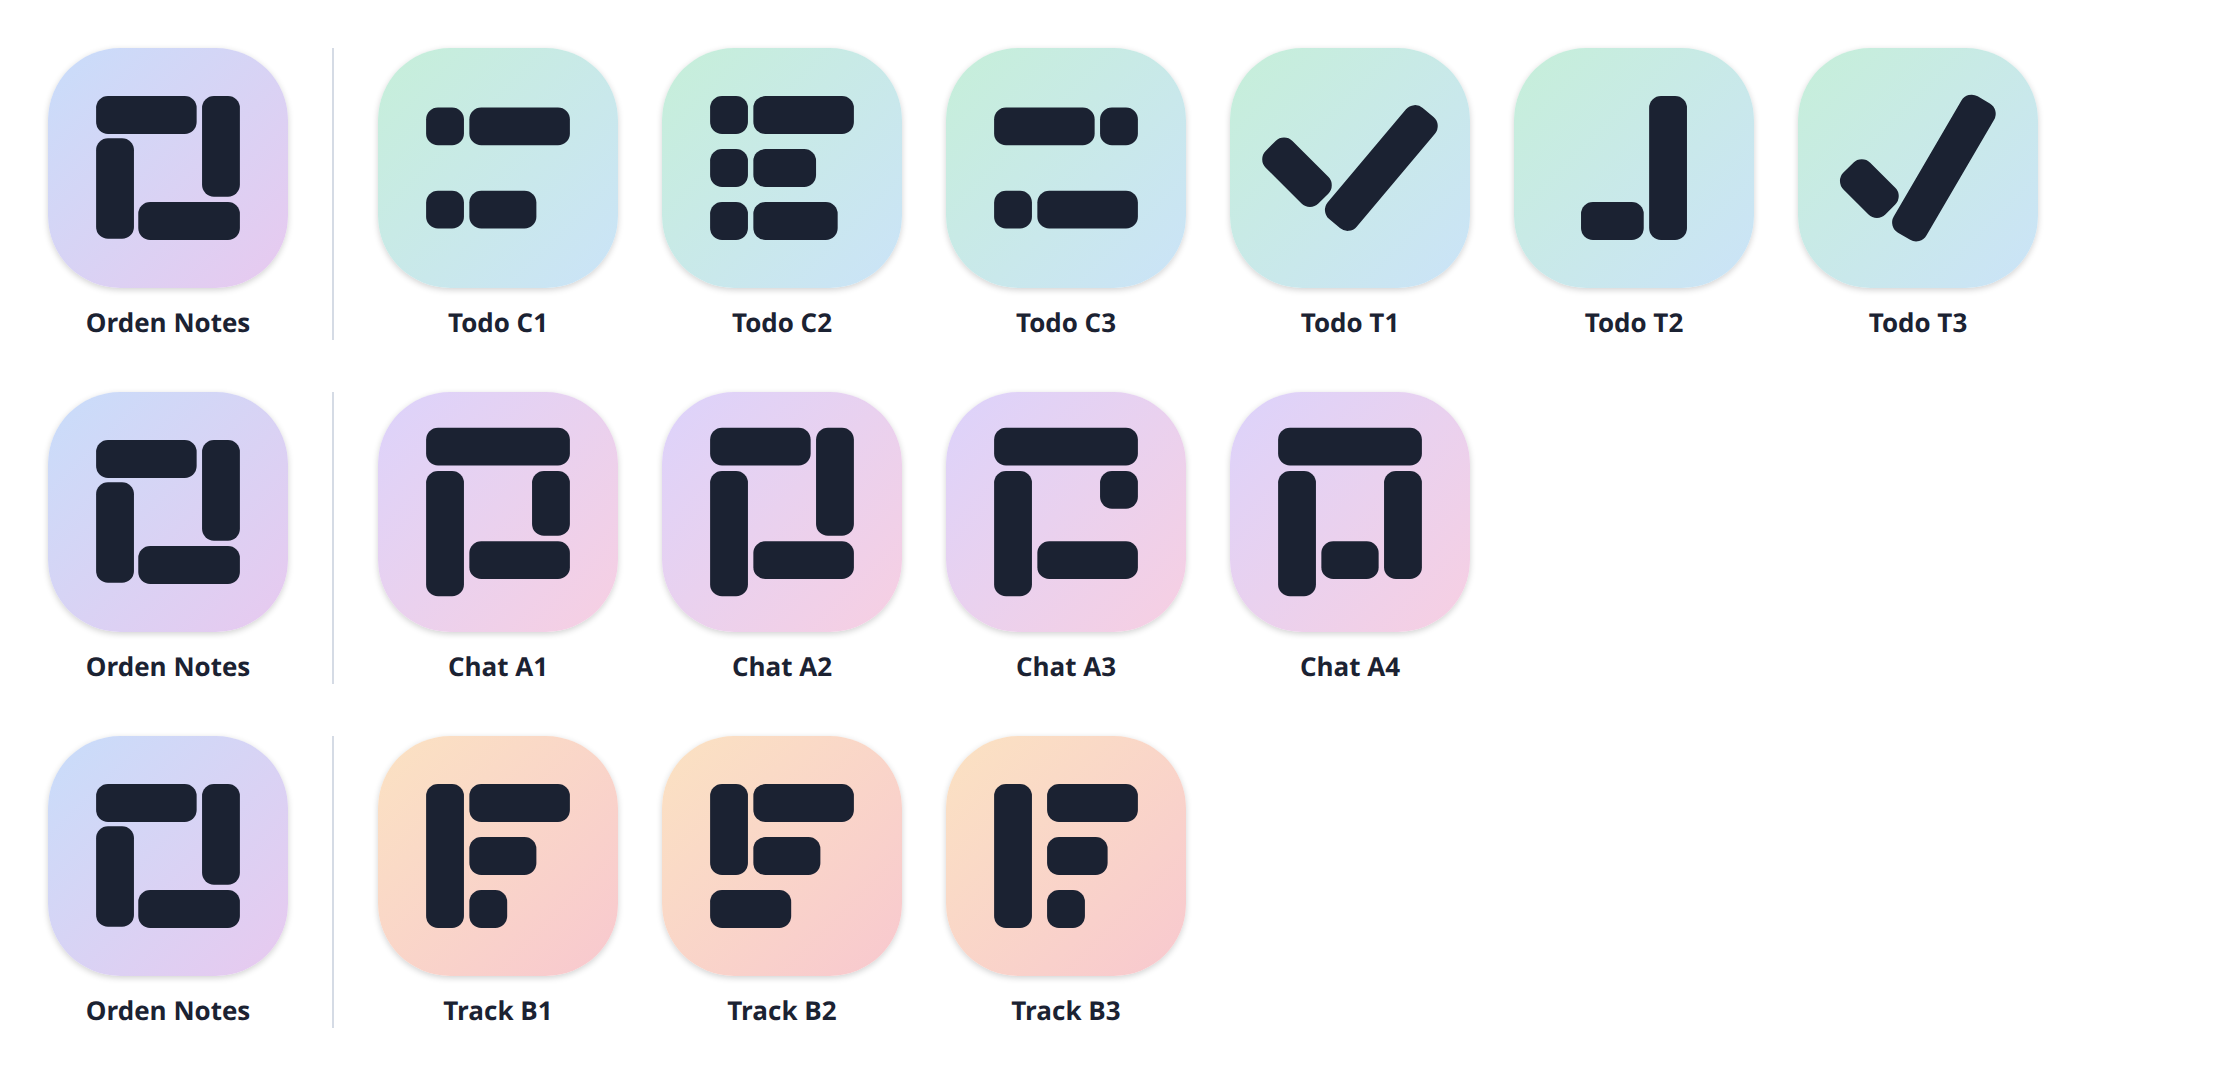 Orden Notes
Todo C1
Todo C2
Todo C3
Todo T1
Todo T2
Todo T3
Orden Notes
Chat A1
Chat A2
Chat A3
Chat A4
Orden Notes
Track B1
Track B2
Track B3